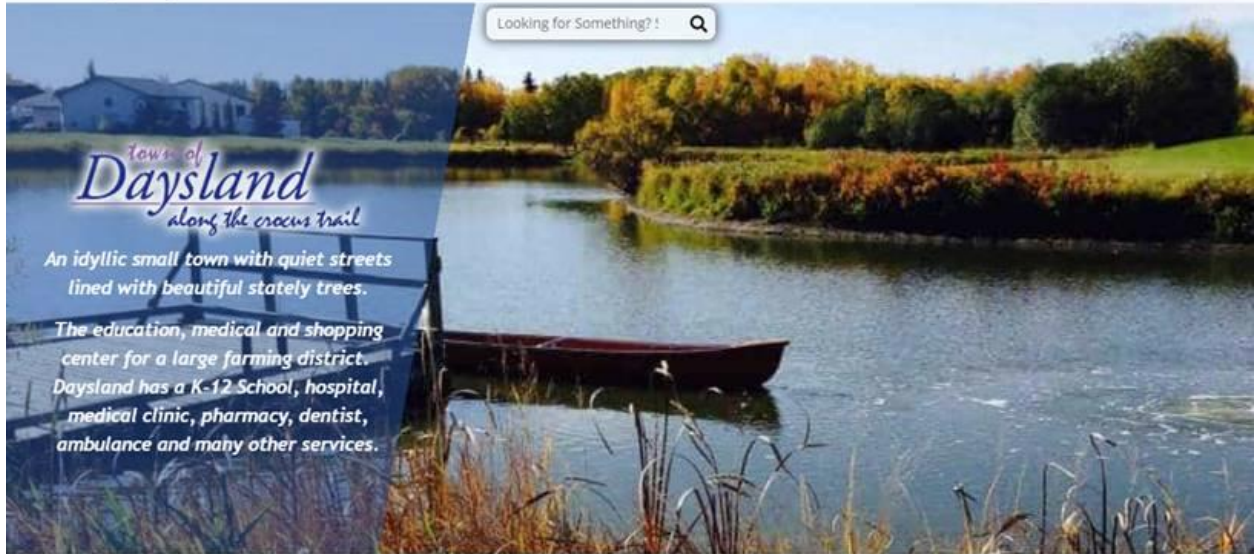 Looking for Something?
town of
Daysland
along the crocus trail
An idyllic small town with quiet streets
lined with beautiful stately trees.
The education, medical and shopping
center for a large farming district.
Daysland has a K-12 School, hospital,
medical clinic, pharmacy, dentist,
ambulance and many other services.